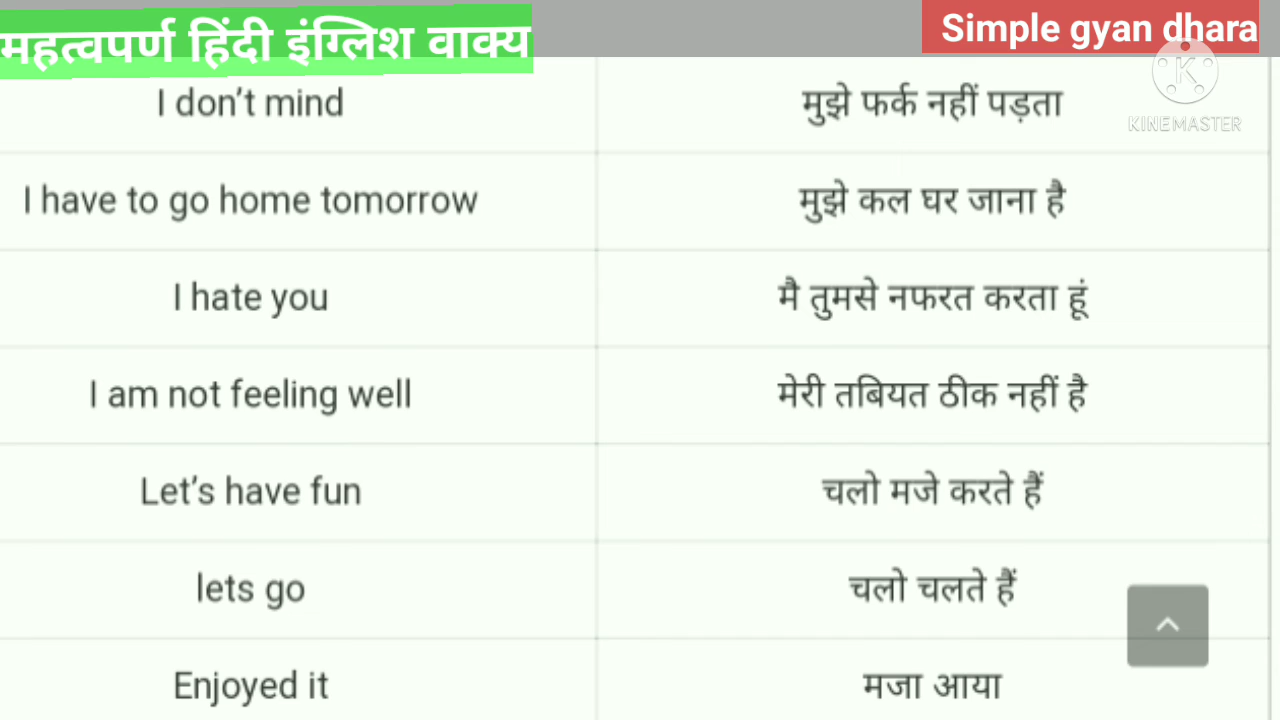 महत्वपर्ण हिंदी इंग्लिश वाक्य
Simple gyan dhara
KINEMASTER
I don’t mind मुझे फर्क नहीं पड़ता
I have to go home tomorrow मुझे कल घर जाना है
I hate you मै तुमसे नफरत करता हूं
I am not feeling well मेरी तबियत ठीक नहीं है
Let’s have fun चलो मजे करते हैं
lets go चलो चलते हैं
Enjoyed it मजा आया